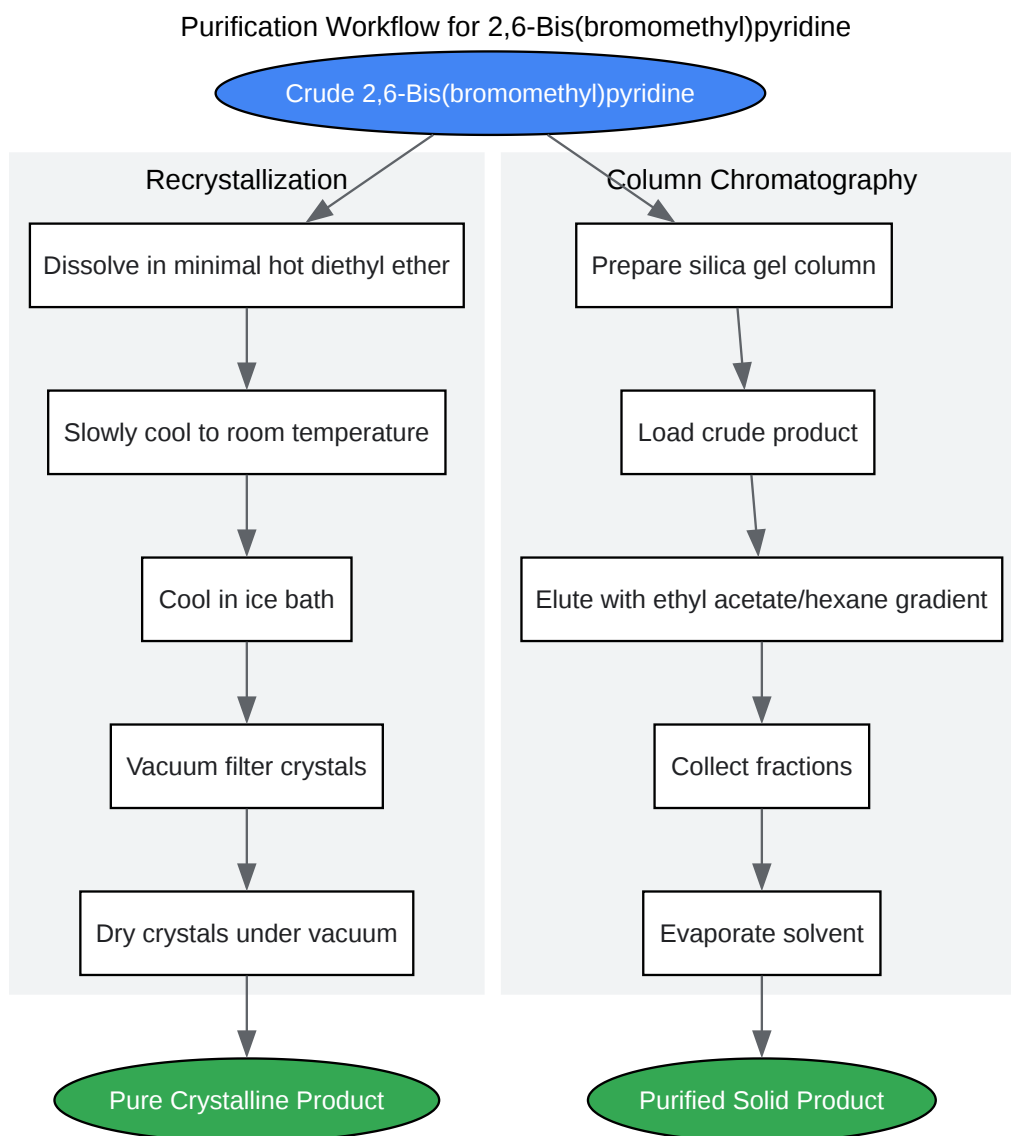 Purification Workflow for 2,6-Bis(bromomethyl)pyridine
Crude 2,6-Bis(bromomethyl)pyridine
Recrystallization
Dissolve in minimal hot diethyl ether
Slowly cool to room temperature
Cool in ice bath
Vacuum filter crystals
Dry crystals under vacuum
Pure Crystalline Product
Column Chromatography
Prepare silica gel column
Load crude product
Elute with ethyl acetate/hexane gradient
Collect fractions
Evaporate solvent
Purified Solid Product